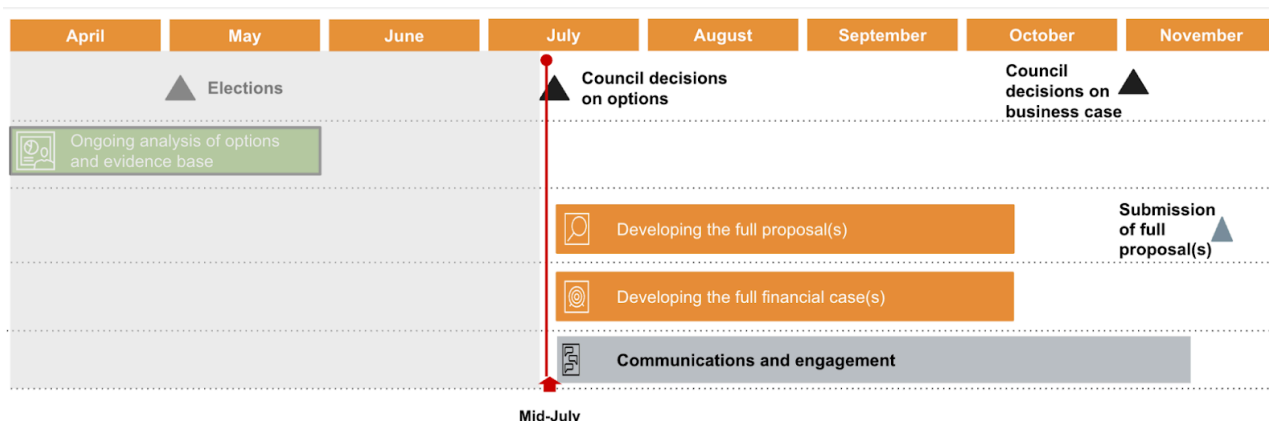 April May June July August September October November
Elections
Council decisions
on options
Council
decisions on
business case
Ongoing analysis of options
and evidence base
Developing the full proposal(s)
Submission
of full
proposal(s)
Developing the full financial case(s)
Communications and engagement
Mid-July